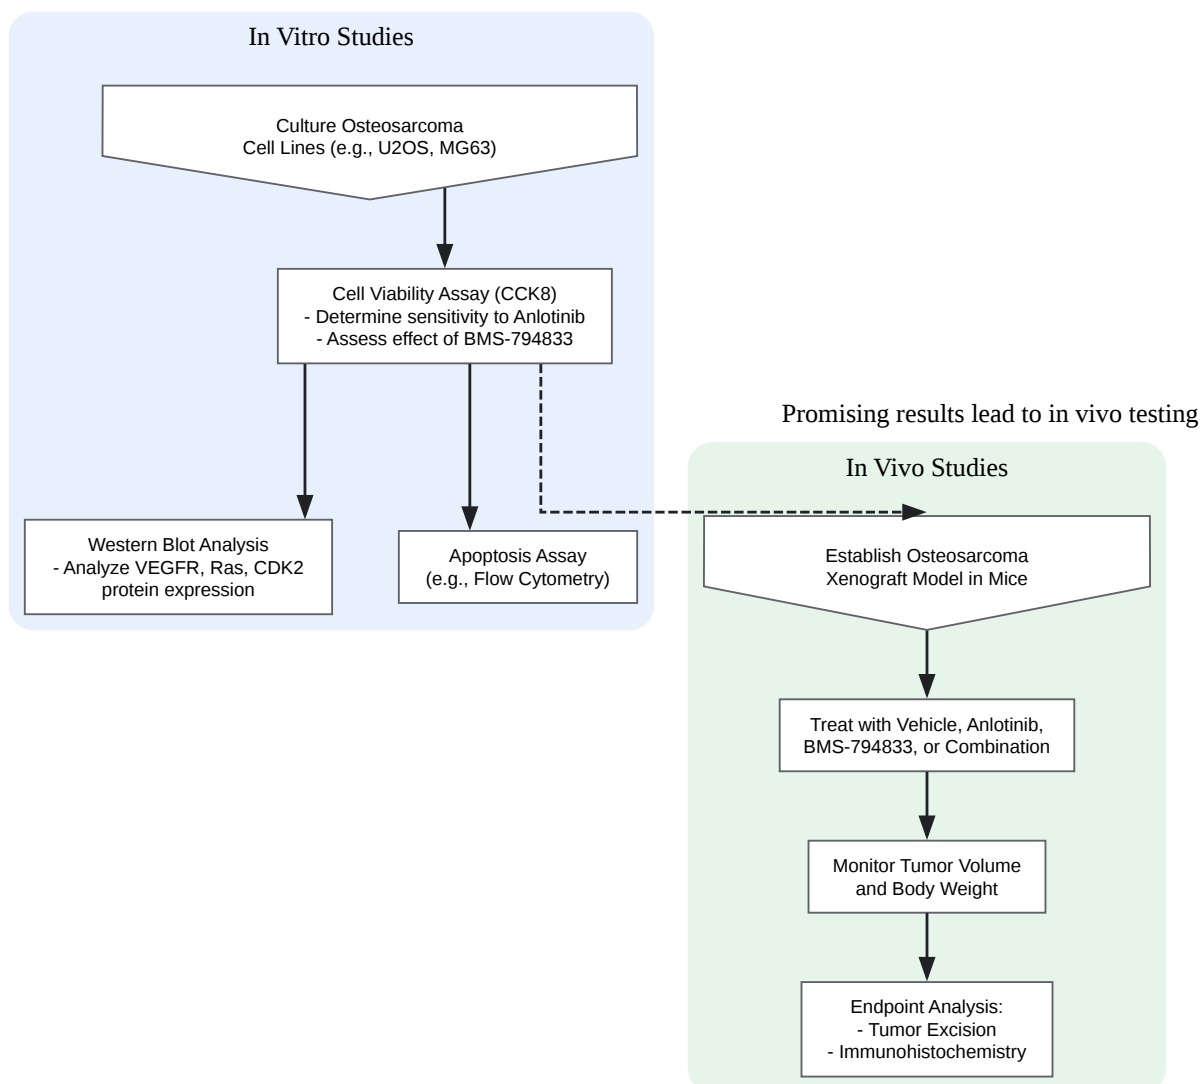 In Vitro Studies
Culture Osteosarcoma
Cell Lines (e.g., U2OS, MG63)
Cell Viability Assay (CCK8)
- Determine sensitivity to Anlotinib
- Assess effect of BMS-794833
Western Blot Analysis
- Analyze VEGFR, Ras, CDK2
protein expression
Apoptosis Assay
(e.g., Flow Cytometry)
Promising results lead to in vivo testing
In Vivo Studies
Establish Osteosarcoma
Xenograft Model in Mice
Treat with Vehicle, Anlotinib,
BMS-794833, or Combination
Monitor Tumor Volume
and Body Weight
Endpoint Analysis:
- Tumor Excision
- Immunohistochemistry